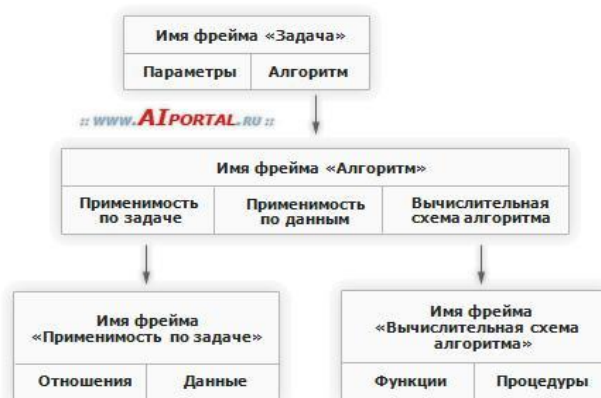 Имя фрейма «Задача»
Параметры Алгоритм
:: WWW.AIPORTAL.RU ::
Имя фрейма «Алгоритм»
Применимость по задаче
Применимость по данным
Вычислительная схема алгоритма
Имя фрейма
«Применимость по задаче»
Отношения Данные
Имя фрейма
«Вычислительная схема
алгоритма»
Функции Процедуры